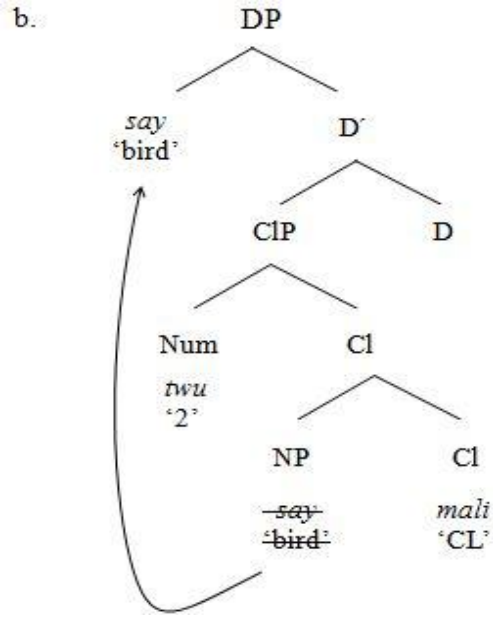 b. DP
say D´
‘bird’
ClP D
Num Cl
twu
‘2’
NP Cl
say mali
‘bird’ ‘CL’